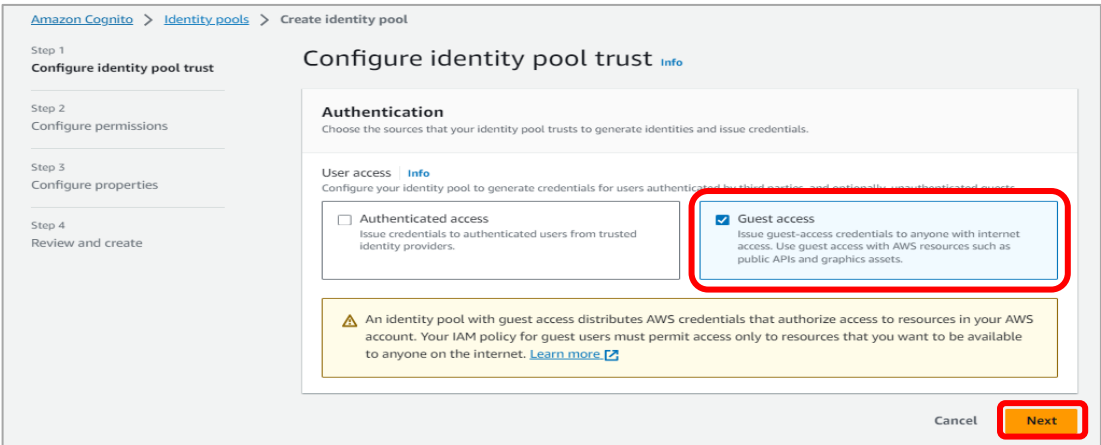 Amazon Cognito > Identity pools > Create identity pool
Step 1
Configure identity pool trust
Step 2
Configure permissions
Step 3
Configure properties
Step 4
Review and create
Configure identity pool trust Info
Authentication
Choose the sources that your identity pool trusts to generate identities and issue credentials.
User access Info
Configure your identity pool to generate credentials for users authenticated by third parties, and optionally, unauthenticated guests.
Authenticated access
Issue credentials to authenticated users from trusted
identity providers.
Guest access
Issue guest-access credentials to anyone with internet
access. Use guest access with AWS resources such as
public APIs and graphics assets.
An identity pool with guest access distributes AWS credentials that authorize access to resources in your AWS
account. Your IAM policy for guest users must permit access only to resources that you want to be available
to anyone on the internet. Learn more
Cancel
Next